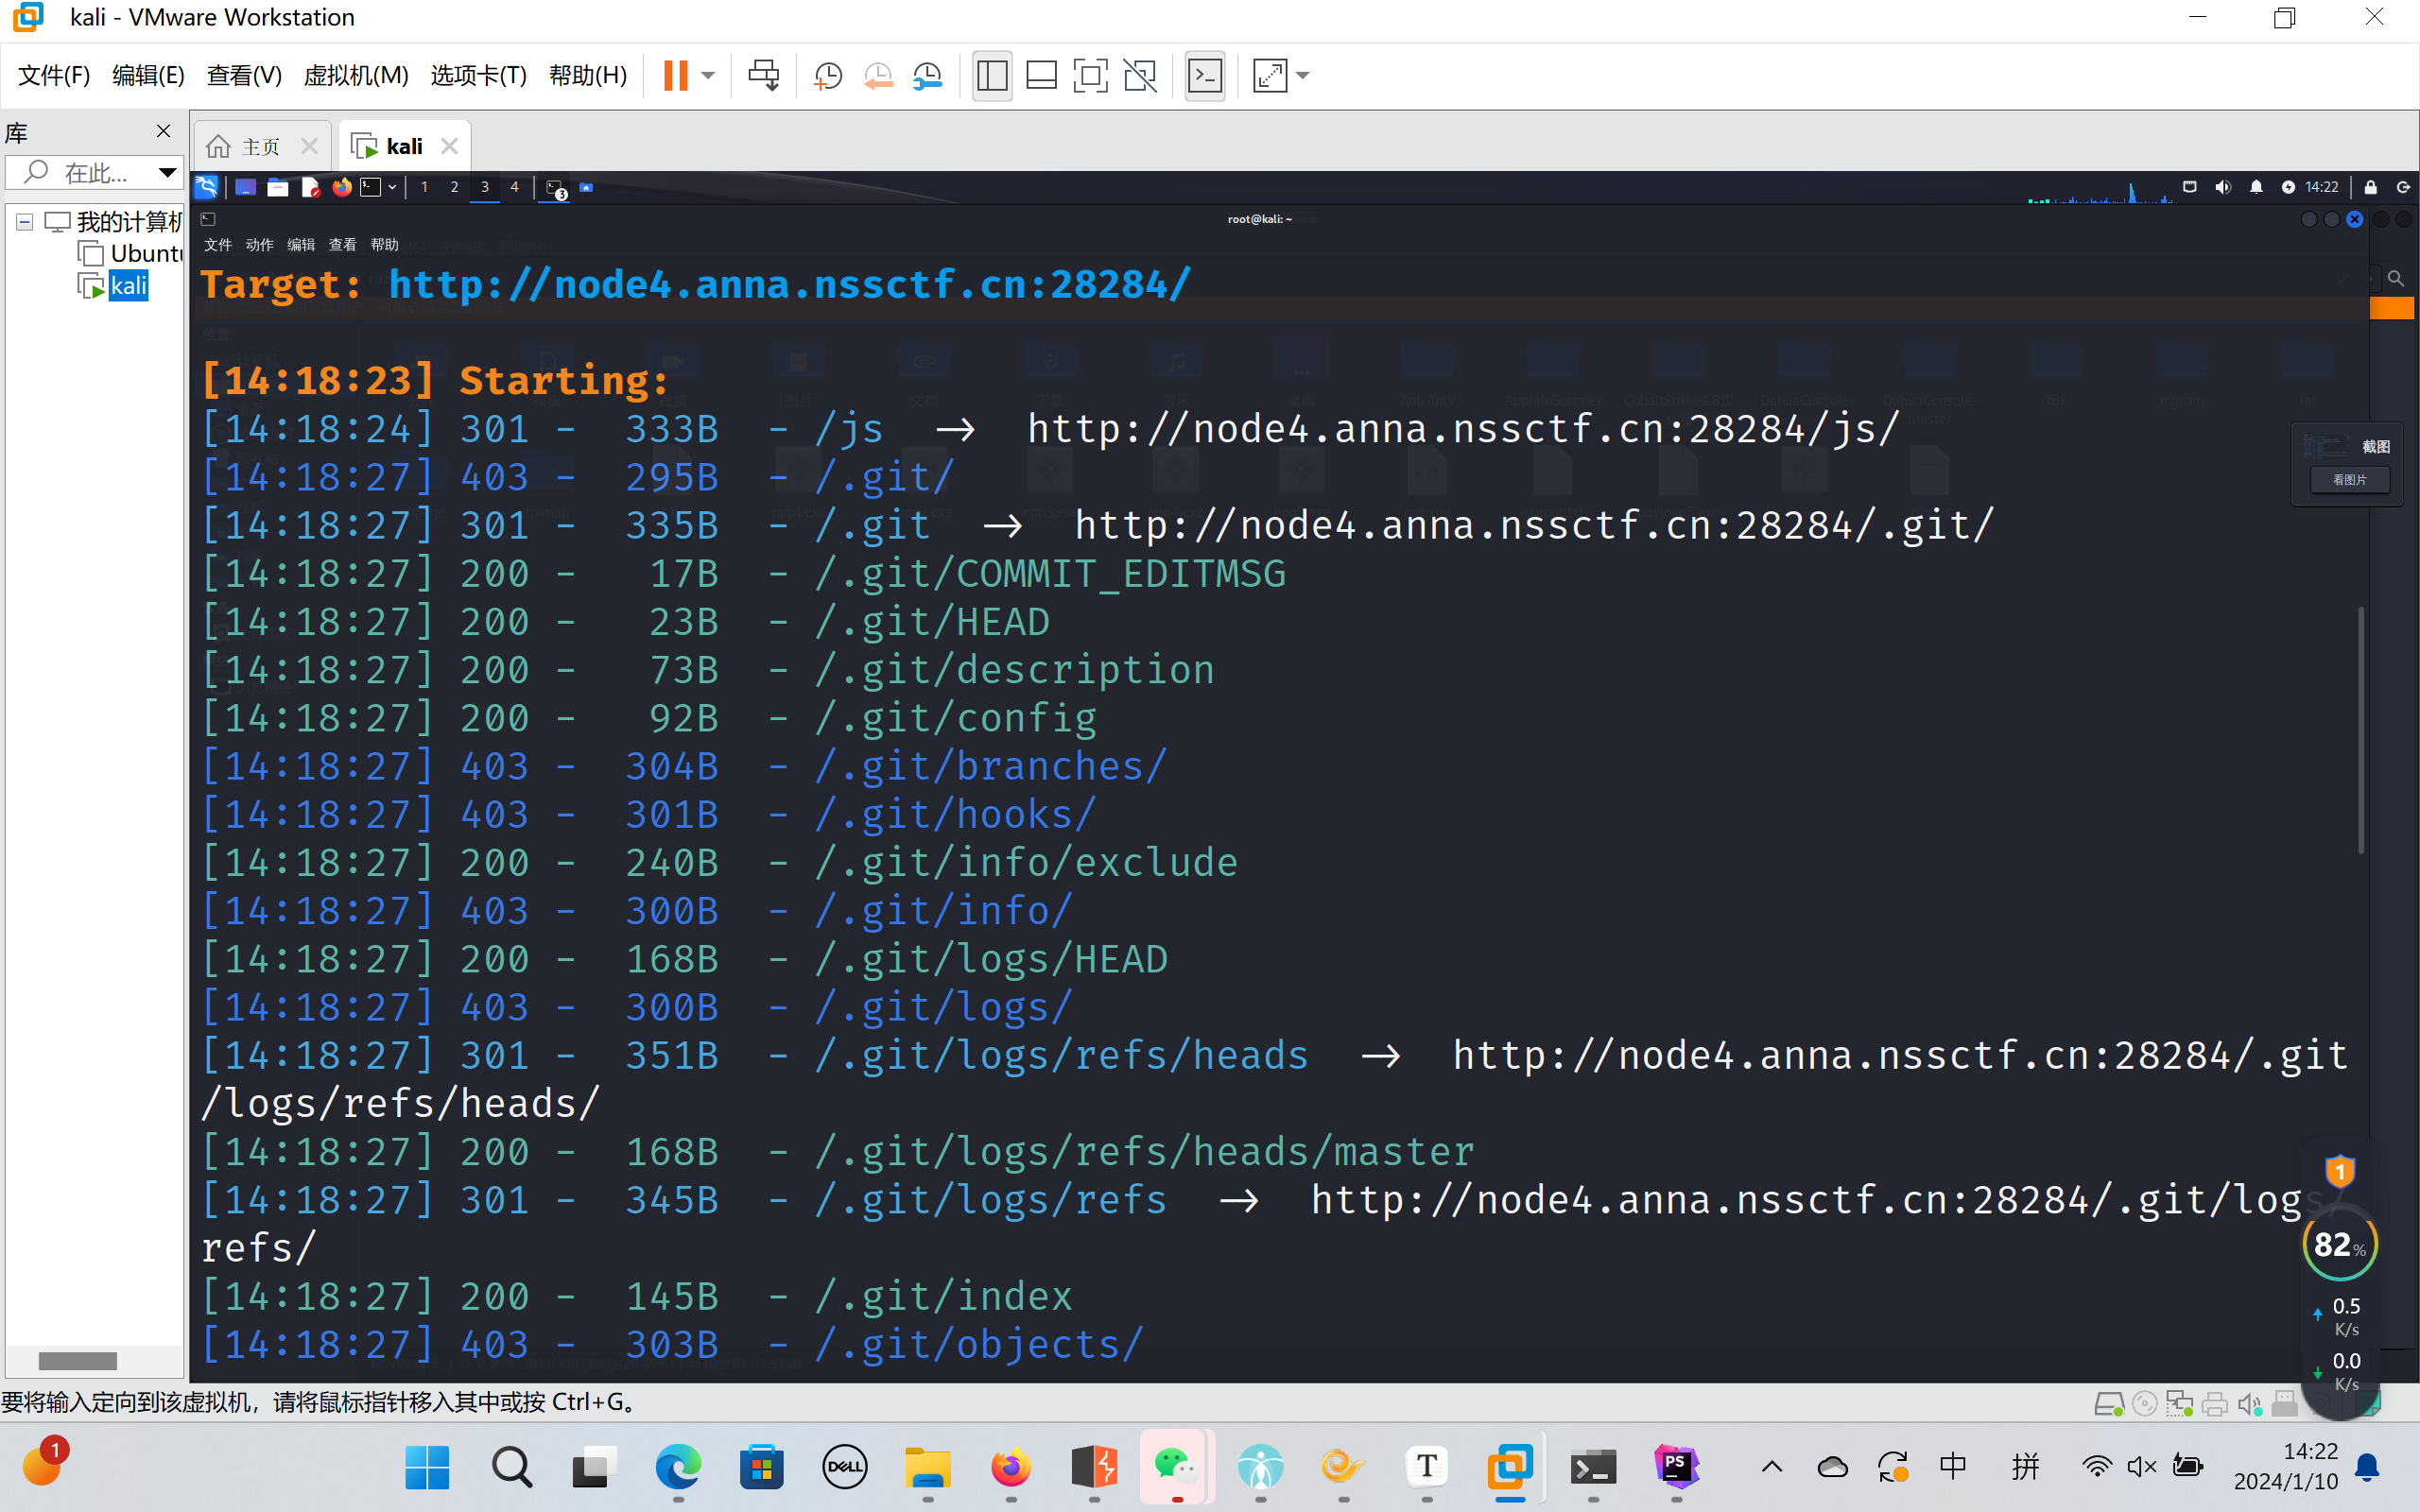 kali - VMware Workstation
文件(F) 编辑(E) 查看(V) 虚拟机(M) 选项卡(T) 帮助(H)
库
在此...
主页
kali
我的计算机
Ubuntu
kali
1 2 3 4
3
14:22
root@kali: ~
文件 动作 编辑 查看 帮助
Target: http://node4.anna.nssctf.cn:28284/
[14:18:23] Starting:
[14:18:24] 301 - 333B - /js → http://node4.anna.nssctf.cn:28284/js/
[14:18:27] 403 - 295B - /.git/
[14:18:27] 301 - 335B - /.git → http://node4.anna.nssctf.cn:28284/.git/
[14:18:27] 200 - 17B - /.git/COMMIT_EDITMSG
[14:18:27] 200 - 23B - /.git/HEAD
[14:18:27] 200 - 73B - /.git/description
[14:18:27] 200 - 92B - /.git/config
[14:18:27] 403 - 304B - /.git/branches/
[14:18:27] 403 - 301B - /.git/hooks/
[14:18:27] 200 - 240B - /.git/info/exclude
[14:18:27] 403 - 300B - /.git/info/
[14:18:27] 200 - 168B - /.git/logs/HEAD
[14:18:27] 403 - 300B - /.git/logs/
[14:18:27] 301 - 351B - /.git/logs/refs/heads → http://node4.anna.nssctf.cn:28284/.git
/logs/refs/heads/
[14:18:27] 200 - 168B - /.git/logs/refs/heads/master
[14:18:27] 301 - 345B - /.git/logs/refs → http://node4.anna.nssctf.cn:28284/.git/logs/
refs/
[14:18:27] 200 - 145B - /.git/index
[14:18:27] 403 - 303B - /.git/objects/
截图
看图片
1
82%
0.5
K/s
0.0
K/s
要将输入定向到该虚拟机，请将鼠标指针移入其中或按 Ctrl+G。
1
DELL
T
PS
中
拼
14:22
2024/1/10